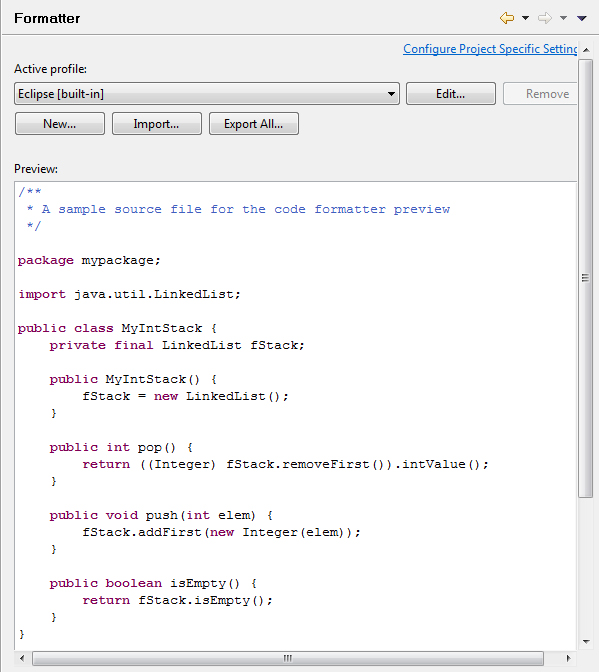 Formatter
Configure Project Specific Setting
Active profile:
Eclipse [built-in]
Edit...
Remove
New...
Import...
Export All...
Preview:
/**
 * A sample source file for the code formatter preview
 */
package mypackage;
import java.util.LinkedList;
public class MyIntStack {
    private final LinkedList fStack;
    public MyIntStack() {
        fStack = new LinkedList();
    }
    public int pop() {
        return ((Integer) fStack.removeFirst()).intValue();
    }
    public void push(int elem) {
        fStack.addFirst(new Integer(elem));
    }
    public boolean isEmpty() {
        return fStack.isEmpty();
    }
}